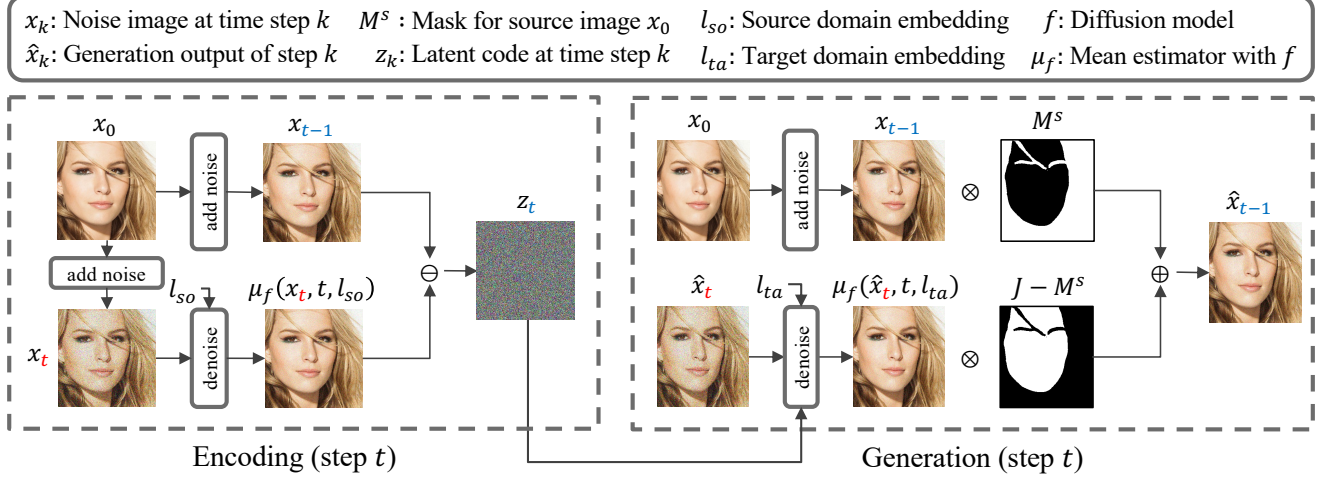 x_k: Noise image at time step k   M^s : Mask for source image x_0   l_so: Source domain embedding   f: Diffusion model
x̂_k: Generation output of step k   z_k: Latent code at time step k   l_ta: Target domain embedding   μ_f: Mean estimator with f
x_0
add noise
x_{t−1}
add noise
x_t
l_so
denoise
μ_f(x_t, t, l_so)
⊖
z_t
Encoding (step t)
x_0
add noise
x_{t−1}
⊗
M^s
x̂_t
l_ta
denoise
μ_f(x̂_t, t, l_ta)
⊗
J − M^s
⊕
x̂_{t−1}
Generation (step t)